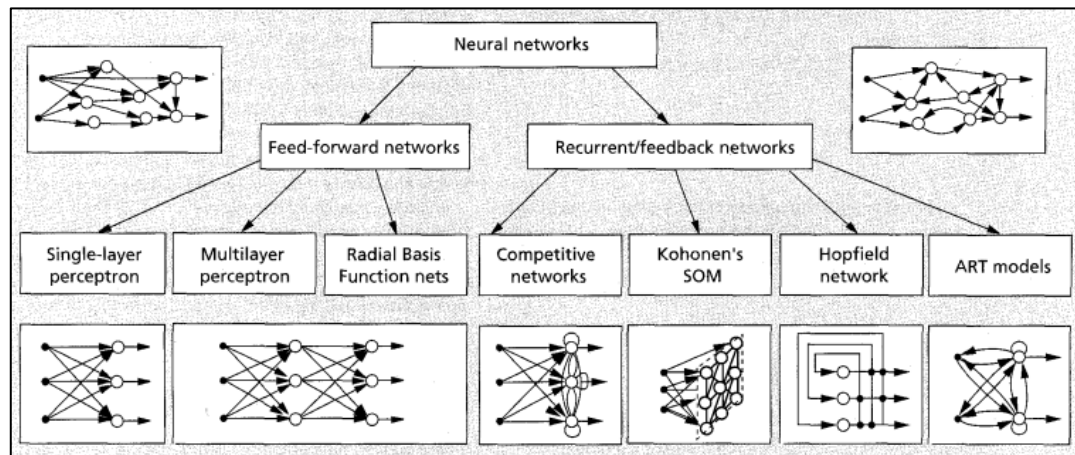 Neural networks
Feed-forward networks
Recurrent/feedback networks
Single-layer
perceptron
Multilayer
perceptron
Radial Basis
Function nets
Competitive
networks
Kohonen's
SOM
Hopfield
network
ART models